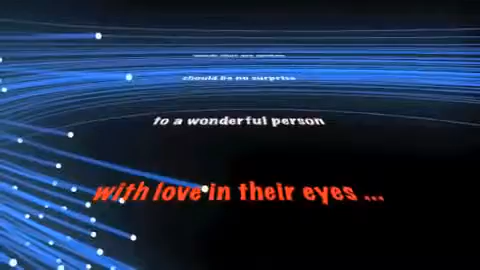 should be no surprise
to a wonderful person
with love in their eyes ...